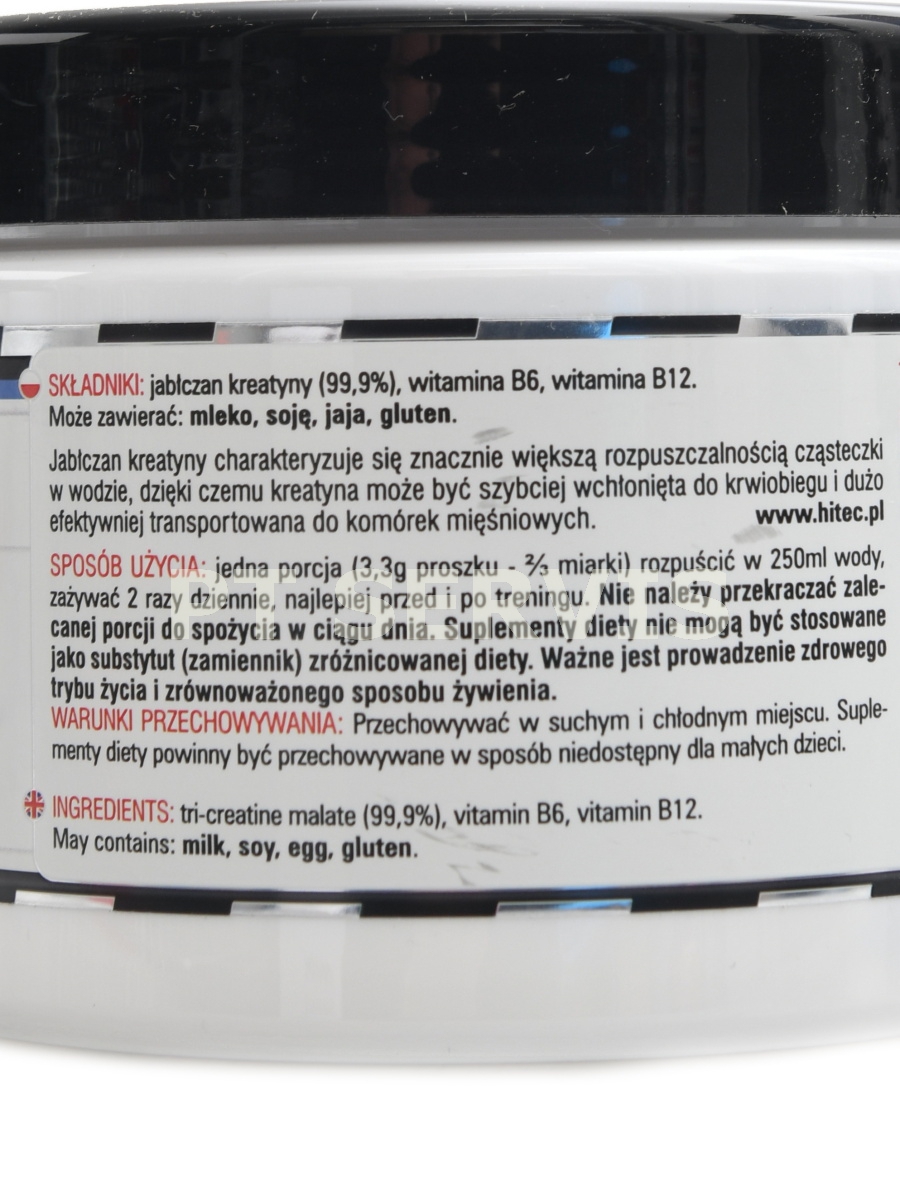 SKŁADNIKI: jabłczan kreatyny (99,9%), witamina B6, witamina B12.
Może zawierać: mleko, soję, jaja, gluten.
Jabłczan kreatyny charakteryzuje się znacznie większą rozpuszczalnością cząsteczki
w wodzie, dzięki czemu kreatyna może być szybciej wchłonięta do krwiobiegu i dużo
efektywniej transportowana do komórek mięśniowych. www.hitec.pl
SPOSÓB UŻYCIA: jedna porcja (3,3g proszku - ⅔ miarki) rozpuścić w 250ml wody,
zażywać 2 razy dziennie, najlepiej przed i po treningu. Nie należy przekraczać zale-
canej porcji do spożycia w ciągu dnia. Suplementy diety nie mogą być stosowane
jako substytut (zamiennik) zróżnicowanej diety. Ważne jest prowadzenie zdrowego
trybu życia i zrównoważonego sposobu żywienia.
WARUNKI PRZECHOWYWANIA: Przechowywać w suchym i chłodnym miejscu. Suple-
menty diety powinny być przechowywane w sposób niedostępny dla małych dzieci.
INGREDIENTS: tri-creatine malate (99,9%), vitamin B6, vitamin B12.
May contains: milk, soy, egg, gluten.
PT SERVIS